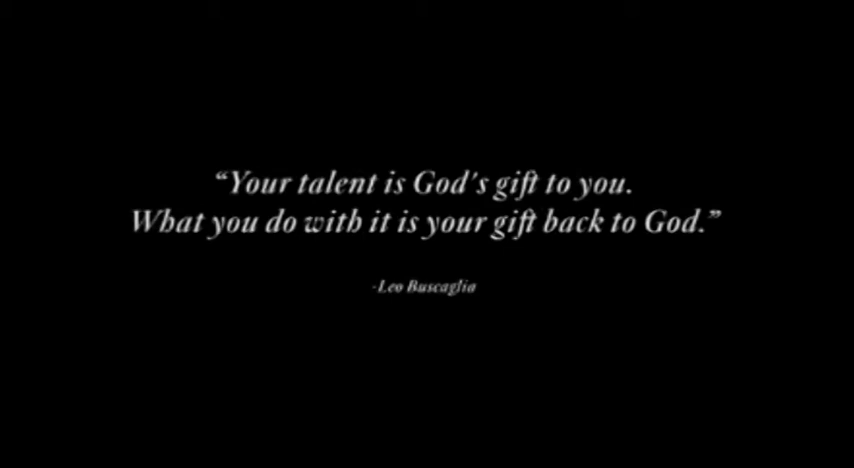 “Your talent is God's gift to you.
What you do with it is your gift back to God.”
-Leo Buscaglia